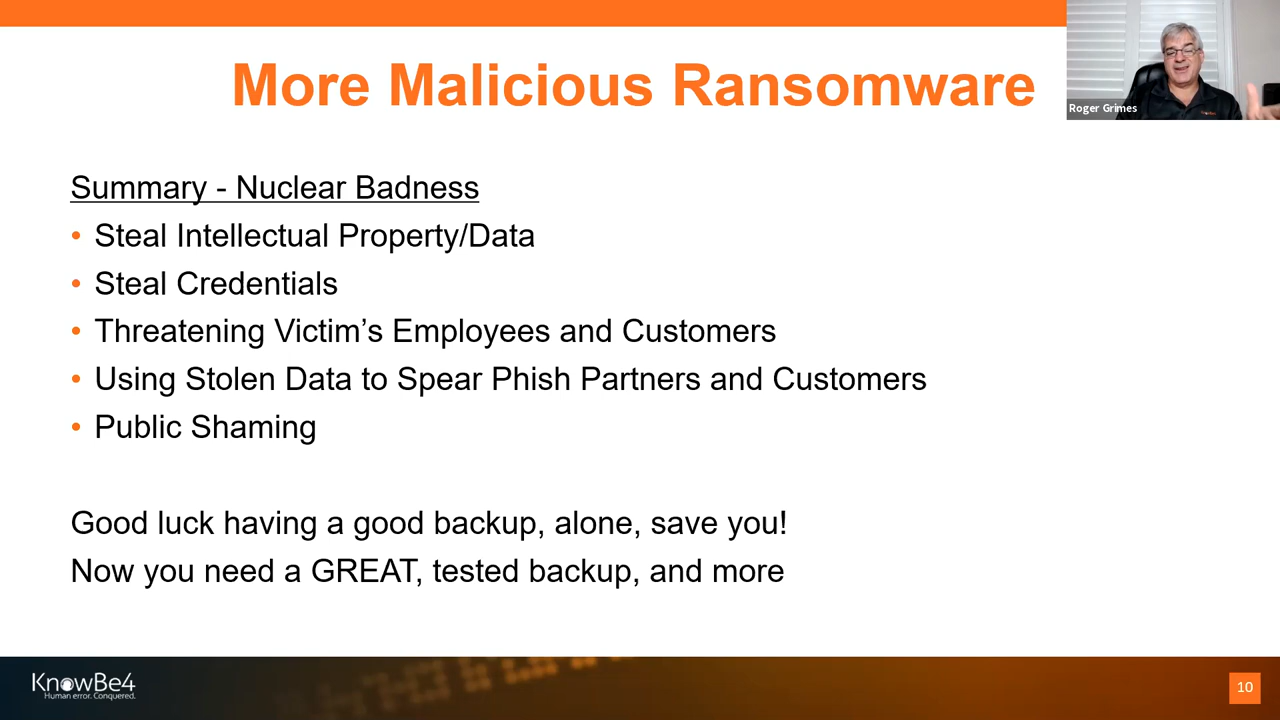 More Malicious Ransomware
Roger Grimes
Summary - Nuclear Badness
• Steal Intellectual Property/Data
• Steal Credentials
• Threatening Victim’s Employees and Customers
• Using Stolen Data to Spear Phish Partners and Customers
• Public Shaming
Good luck having a good backup, alone, save you!
Now you need a GREAT, tested backup, and more
KnowBe4
Human error. Conquered.
10